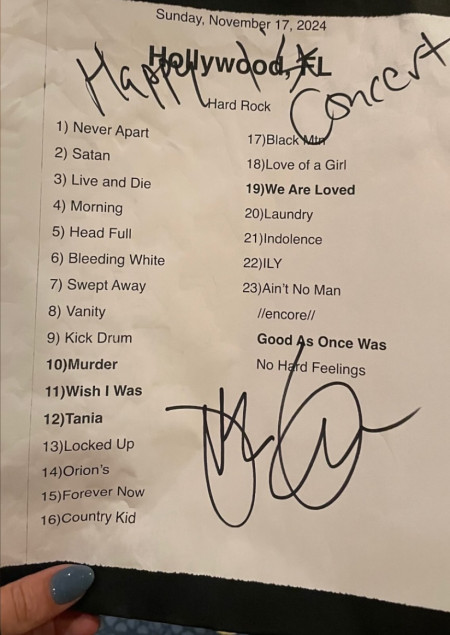 Sunday, November 17, 2024
Happy 1st
Hollywood, FL
Concert
Hard Rock
1) Never Apart
2) Satan
3) Live and Die
4) Morning
5) Head Full
6) Bleeding White
7) Swept Away
8) Vanity
9) Kick Drum
10)Murder
11)Wish I Was
12)Tania
13)Locked Up
14)Orion's
15)Forever Now
16)Country Kid
17)Black Mtn
18)Love of a Girl
19)We Are Loved
20)Laundry
21)Indolence
22)ILY
23)Ain't No Man
//encore//
Good As Once Was
No Hard Feelings